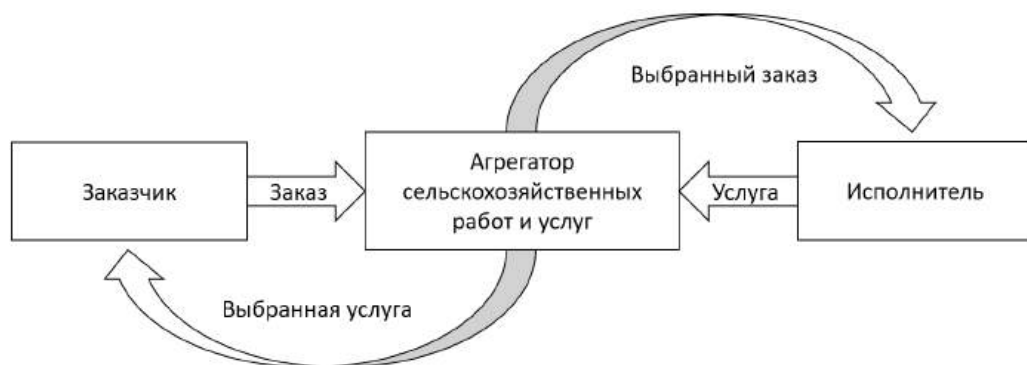 Выбранный заказ
Заказчик
Заказ
Агрегатор
сельскохозяйственных
работ и услуг
Услуга
Исполнитель
Выбранная услуга